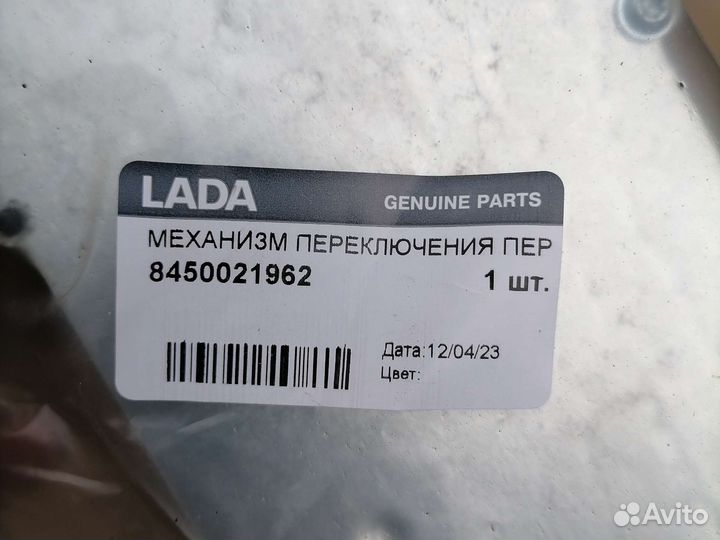 LADA GENUINE PARTS
МЕХАНИЗМ ПЕРЕКЛЮЧЕНИЯ ПЕР
8450021962 1 шт.
Дата:12/04/23
Цвет:
Avito